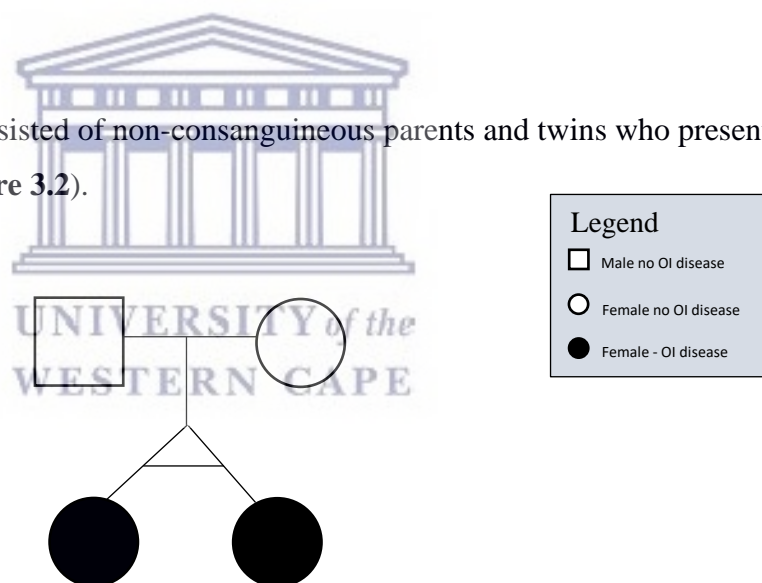 sisted of non-consanguineous parents and twins who presen
re 3.2).
Legend
Male no OI disease
Female no OI disease
Female - OI disease
UNIVERSITY of the
WESTERN CAPE